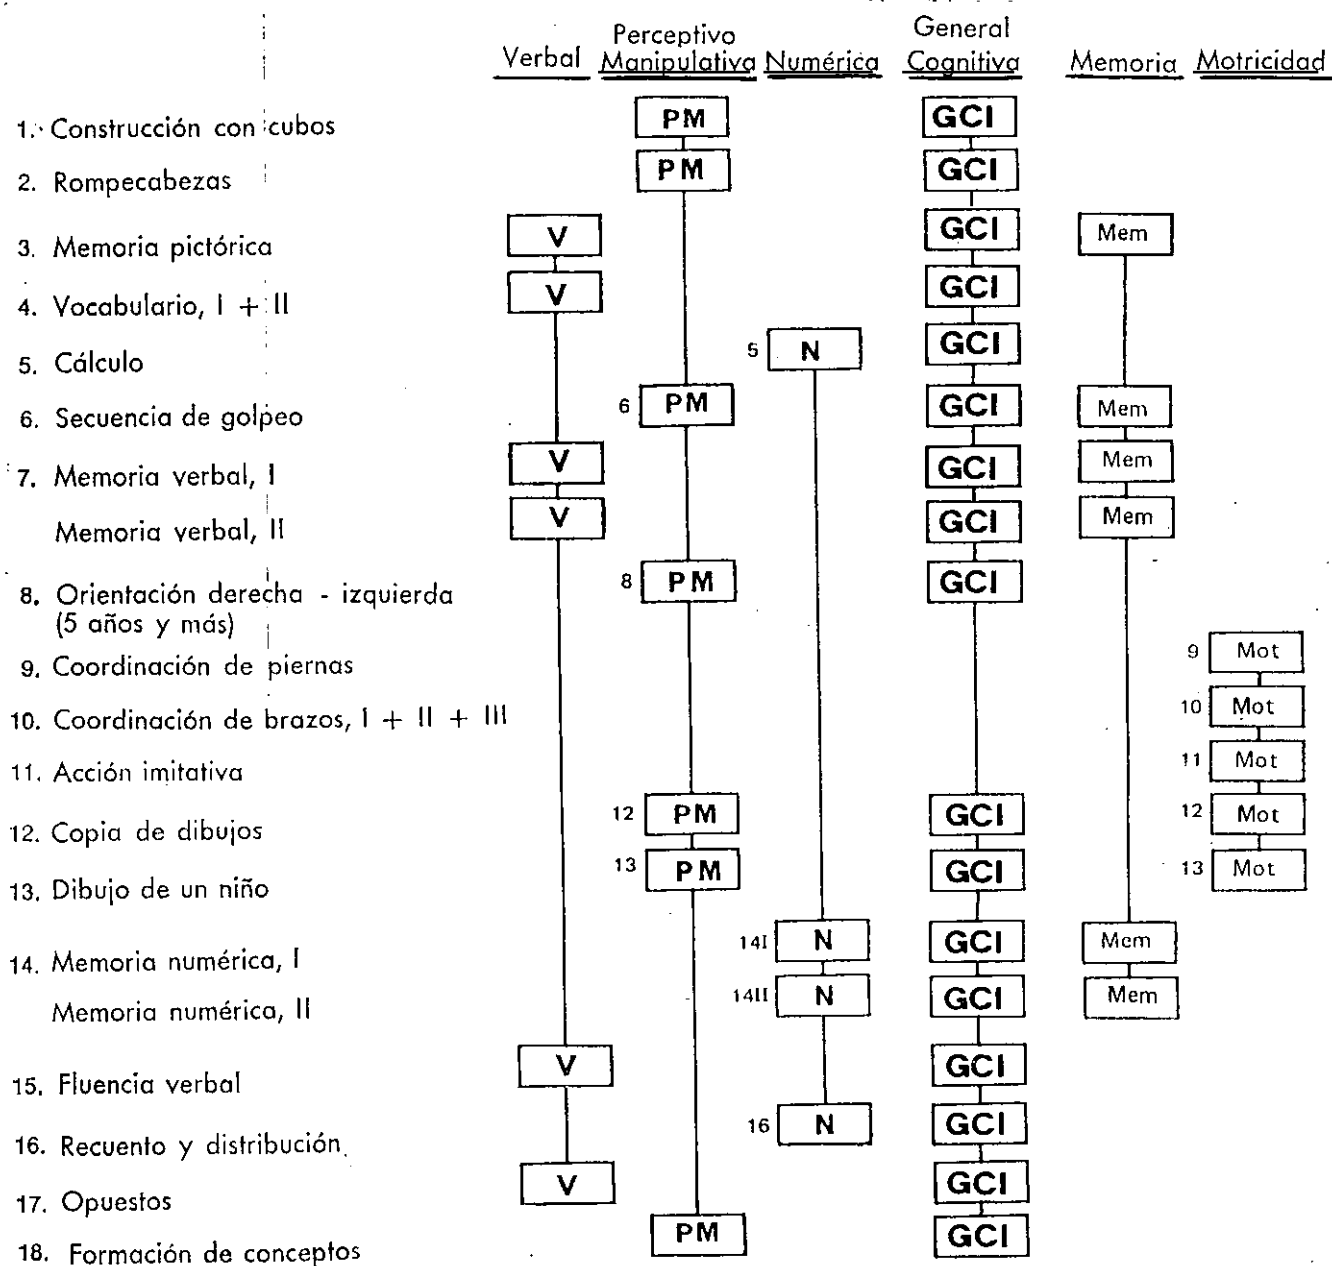 General
Perceptivo
Verbal Manipulativa Numérica Cognitiva Memoria Motricidad
1. Construcción con cubos PM GCI
2. Rompecabezas PM GCI
3. Memoria pictórica V GCI Mem
4. Vocabulario, I + II V GCI
5. Cálculo 5 N GCI
6. Secuencia de golpeo 6 PM GCI Mem
7. Memoria verbal, I V GCI Mem
Memoria verbal, II V GCI Mem
8. Orientación derecha - izquierda 8 PM GCI
(5 años y más)
9. Coordinación de piernas 9 Mot
10. Coordinación de brazos, I + II + III 10 Mot
11. Acción imitativa 11 Mot
12. Copia de dibujos 12 PM GCI 12 Mot
13. Dibujo de un niño 13 PM GCI 13 Mot
14. Memoria numérica, I 14I N GCI Mem
Memoria numérica, II 14II N GCI Mem
15. Fluencia verbal V GCI
16. Recuento y distribución 16 N GCI
17. Opuestos V GCI
18. Formación de conceptos PM GCI